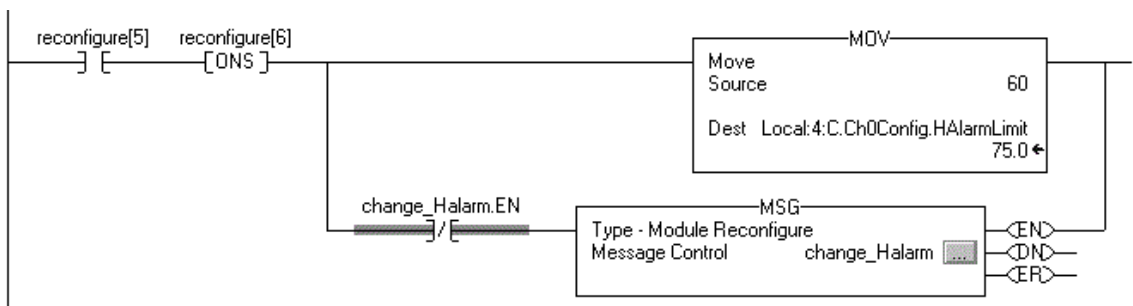 reconfigure[5] reconfigure[6]
ONS
MOV
Move
Source 60
Dest Local:4:C.Ch0Config.HAlarmLimit
75.0
change_Halarm.EN
MSG
Type - Module Reconfigure
Message Control change_Halarm ...
EN
DN
ER